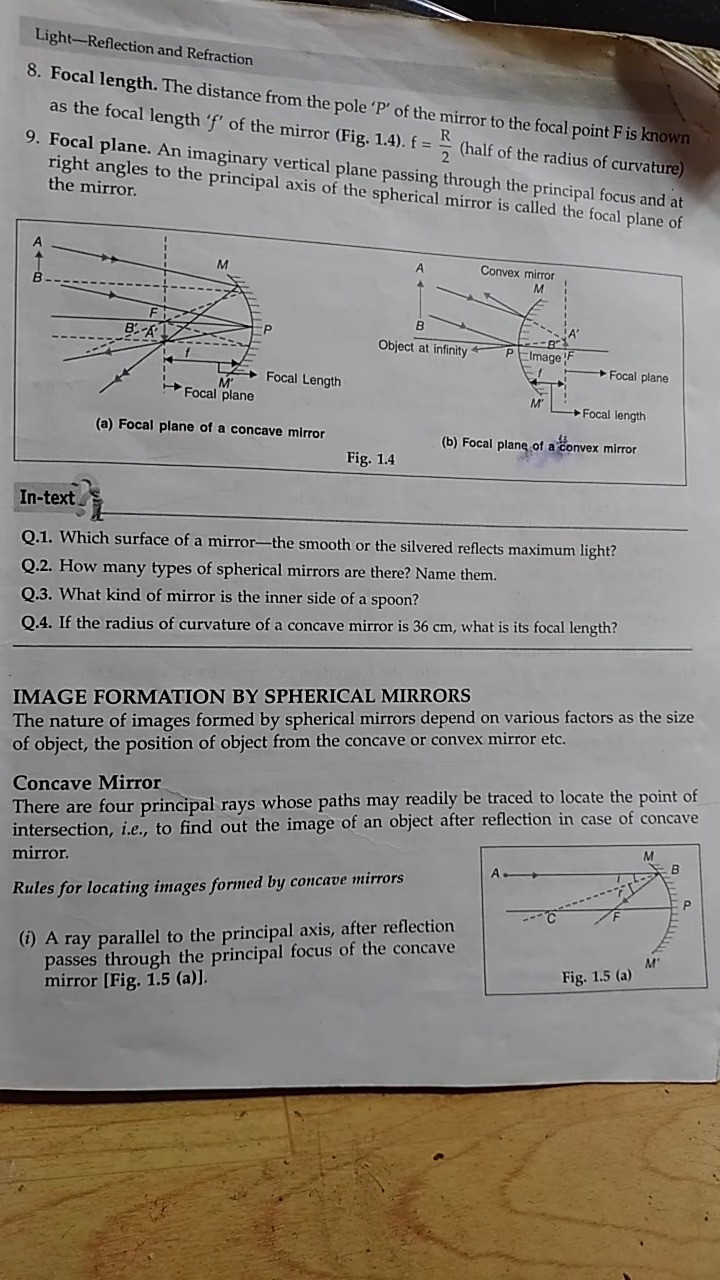 Light—Reflection and Refraction
8. Focal length. The distance from the pole 'P' of the mirror to the focal point F is known
as the focal length 'f' of the mirror (Fig. 1.4). f = R/2 (half of the radius of curvature)
9. Focal plane. An imaginary vertical plane passing through the principal focus and at
right angles to the principal axis of the spherical mirror is called the focal plane of
the mirror.
A
B
M
F
B' A'
P
f
M'
Focal Length
Focal plane
(a) Focal plane of a concave mirror
A
Convex mirror
M
B
A'
B'
Object at infinity
P
Image
F
f
Focal plane
M'
Focal length
(b) Focal plane of a convex mirror
Fig. 1.4
In-text
Q.1. Which surface of a mirror—the smooth or the silvered reflects maximum light?
Q.2. How many types of spherical mirrors are there? Name them.
Q.3. What kind of mirror is the inner side of a spoon?
Q.4. If the radius of curvature of a concave mirror is 36 cm, what is its focal length?
IMAGE FORMATION BY SPHERICAL MIRRORS
The nature of images formed by spherical mirrors depend on various factors as the size
of object, the position of object from the concave or convex mirror etc.
Concave Mirror
There are four principal rays whose paths may readily be traced to locate the point of
intersection, i.e., to find out the image of an object after reflection in case of concave
mirror.
Rules for locating images formed by concave mirrors
(i) A ray parallel to the principal axis, after reflection
passes through the principal focus of the concave
mirror [Fig. 1.5 (a)].
M
A
B
i
r
P
C
F
M'
Fig. 1.5 (a)